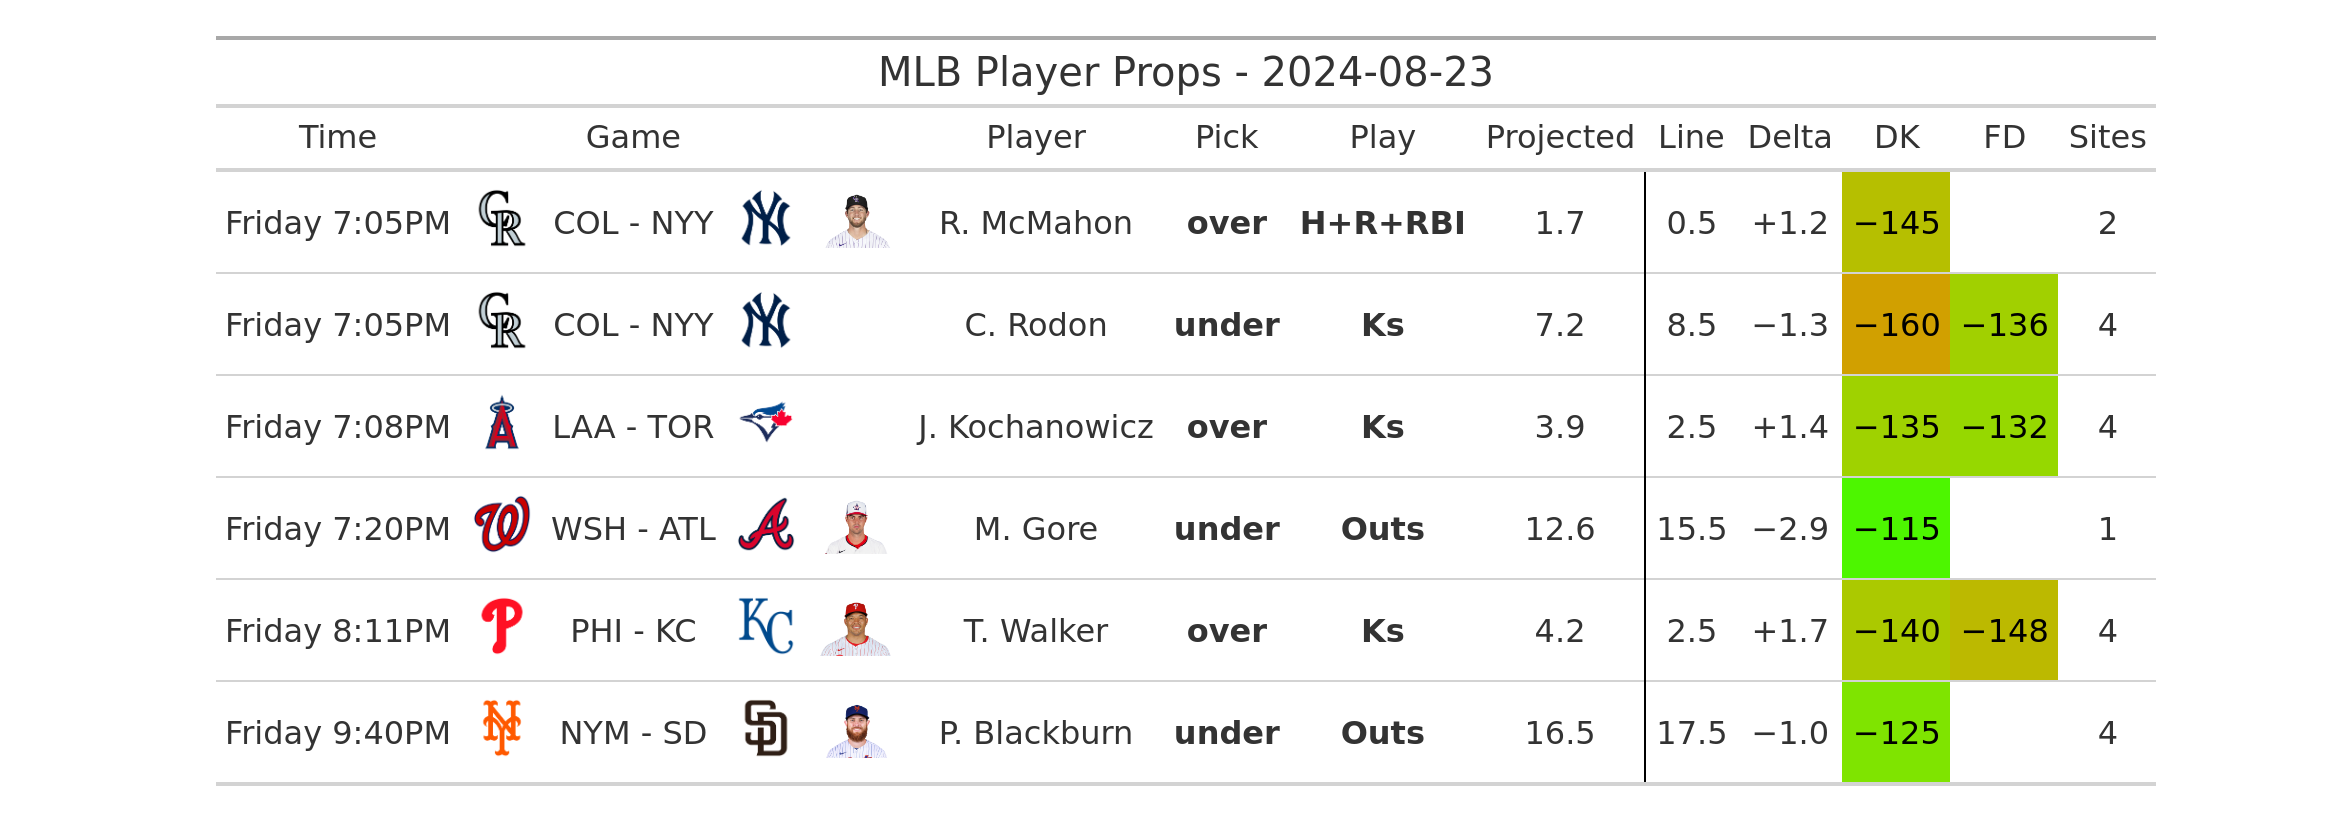 MLB Player Props - 2024-08-23
Time Game Player Pick Play Projected Line Delta DK FD Sites
Friday 7:05PM COL - NYY R. McMahon over H+R+RBI 1.7 0.5 +1.2 −145 2
Friday 7:05PM COL - NYY C. Rodon under Ks 7.2 8.5 −1.3 −160 −136 4
Friday 7:08PM LAA - TOR J. Kochanowicz over Ks 3.9 2.5 +1.4 −135 −132 4
Friday 7:20PM WSH - ATL M. Gore under Outs 12.6 15.5 −2.9 −115 1
Friday 8:11PM PHI - KC T. Walker over Ks 4.2 2.5 +1.7 −140 −148 4
Friday 9:40PM NYM - SD P. Blackburn under Outs 16.5 17.5 −1.0 −125 4